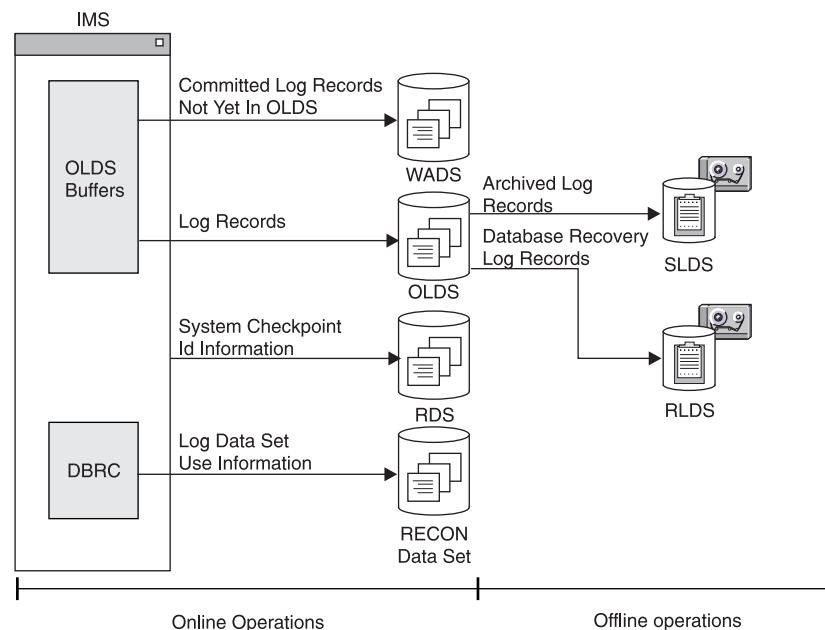 IMS
OLDS
Buffers
Committed Log Records
Not Yet In OLDS
WADS
Log Records
OLDS
Archived Log
Records
SLDS
Database Recovery
Log Records
RLDS
System Checkpoint
Id Information
RDS
DBRC
Log Data Set
Use Information
RECON
Data Set
Online Operations
Offline operations